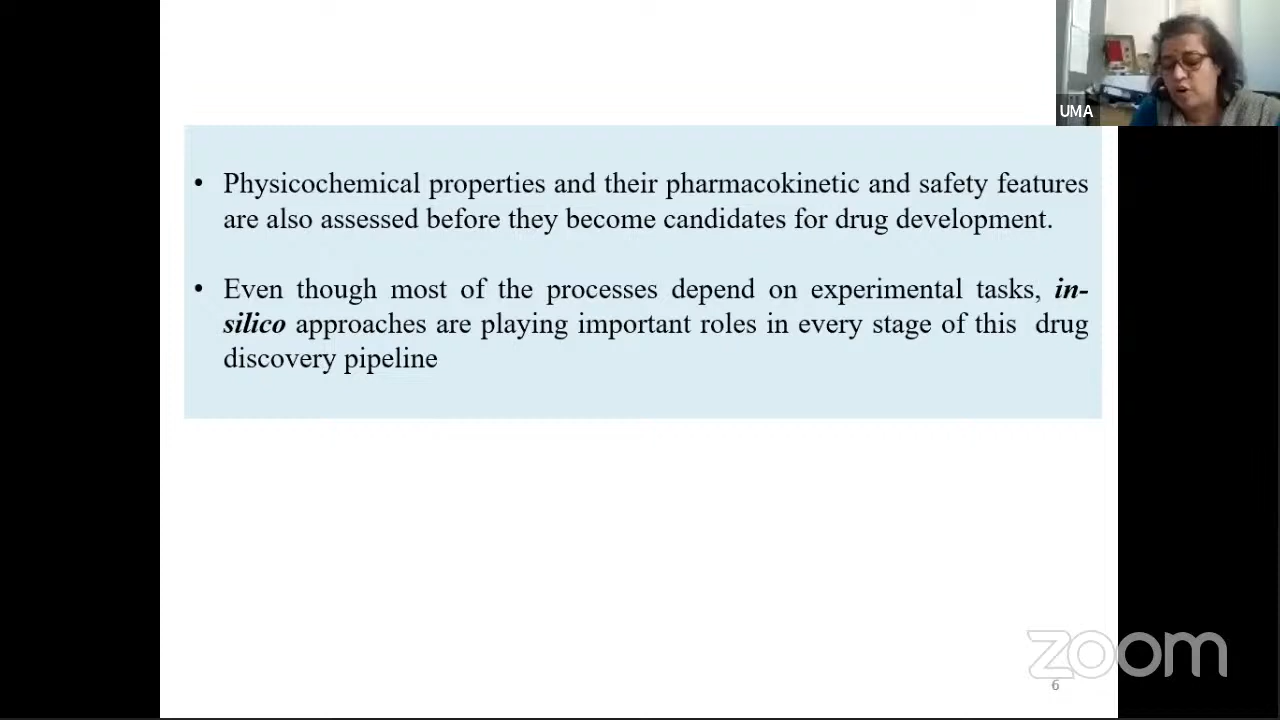 UMA
• Physicochemical properties and their pharmacokinetic and safety features
are also assessed before they become candidates for drug development.
• Even though most of the processes depend on experimental tasks, in-
silico approaches are playing important roles in every stage of this drug
discovery pipeline
zoom
6